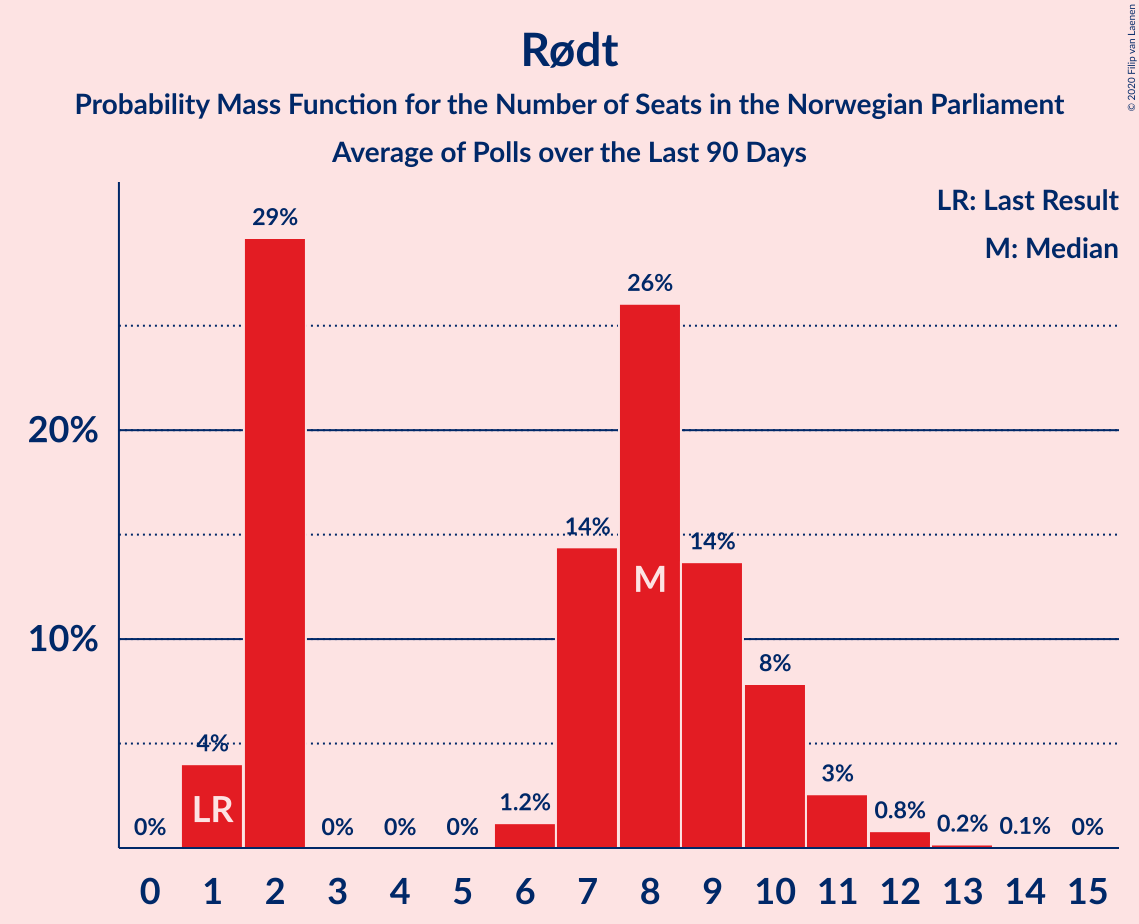 Rødt
Probability Mass Function for the Number of Seats in the Norwegian Parliament
Average of Polls over the Last 90 Days
© 2020 Filip van Laenen
LR: Last Result
M: Median
29%
26%
20%
14%
14%
M
10%
8%
4%
3%
LR
1.2%
0.8%
0%
0%
0%
0%
0.2%
0.1%
0%
0 1 2 3 4 5 6 7 8 9 10 11 12 13 14 15